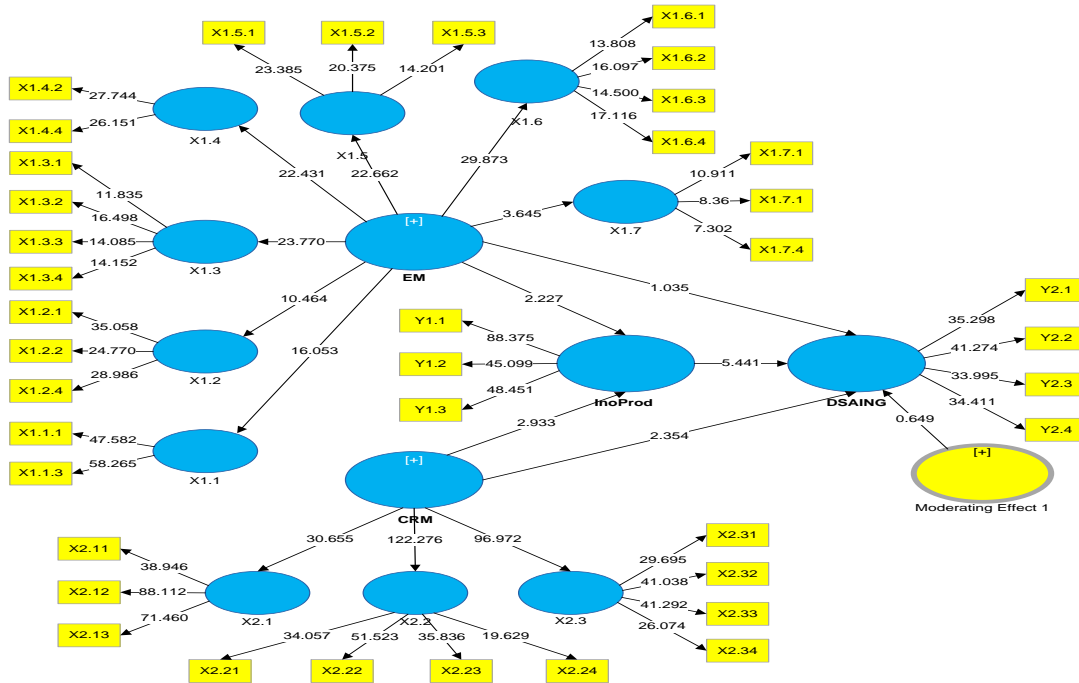 X1.6.1
X1.5.1
X1.5.2
X1.5.3
13.808
X1.6.2
16.097
23.385
20.375
14.201
X1.4.2
27.744
14.500
X1.6.3
17.116
X1.6
X1.4.4
26.151
X1.4
X1.5
X1.6.4
X1.3.1
22.431
22.662
29.873
X1.7.1
10.911
11.835
X1.3.2
16.498
[+]
3.645
8.36
X1.7.1
7.302
X1.7
X1.3.3
14.085
23.770
X1.7.4
14.152
X1.3
X1.3.4
EM
1.035
Y2.1
10.464
2.227
X1.2.1
35.058
Y1.1
35.298
88.375
Y2.2
41.274
16.053
X1.2.2
24.770
Y1.2
45.099
5.441
33.995
Y2.3
X1.2.4
28.986
X1.2
48.451
34.411
Y1.3
InoProd
DSAING
0.649
Y2.4
X1.1.1
47.582
2.933
2.354
[+]
[+]
X1.1.3
58.265
X1.1
Moderating Effect 1
CRM
30.655
122.276
96.972
X2.31
X2.11
29.695
38.946
X2.32
41.038
X2.12
88.112
41.292
X2.33
71.460
X2.1
X2.2
X2.3
26.074
X2.13
34.057
51.523
35.836
19.629
X2.34
X2.21
X2.22
X2.23
X2.24